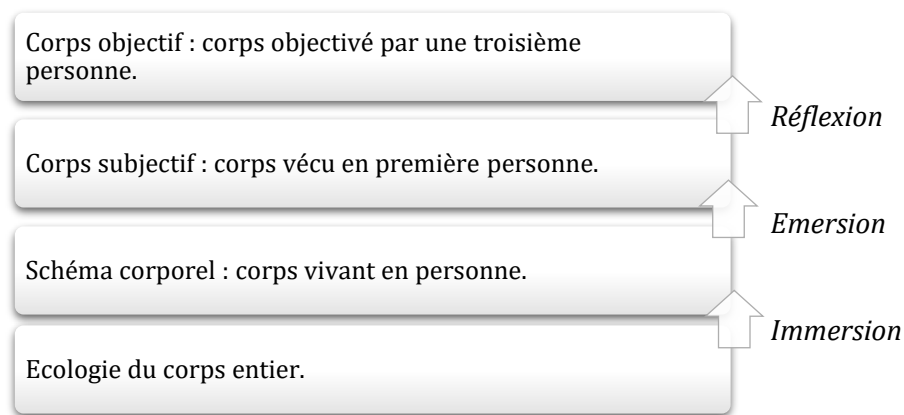 Corps objectif : corps objectivé par une troisième
personne.
Réflexion
Corps subjectif : corps vécu en première personne.
Emersion
Schéma corporel : corps vivant en personne.
Immersion
Ecologie du corps entier.